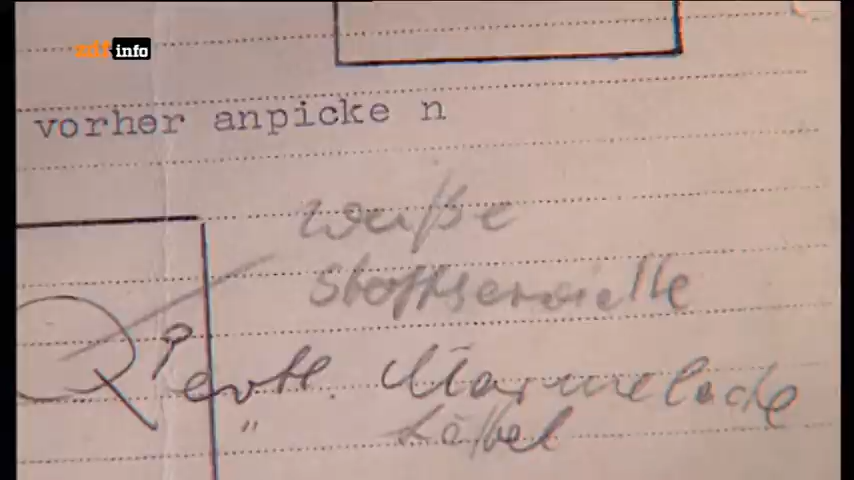 zdf info
vorher anpicke n
weiße
Stoffserviette
evtl. Marmelade
" Löffel